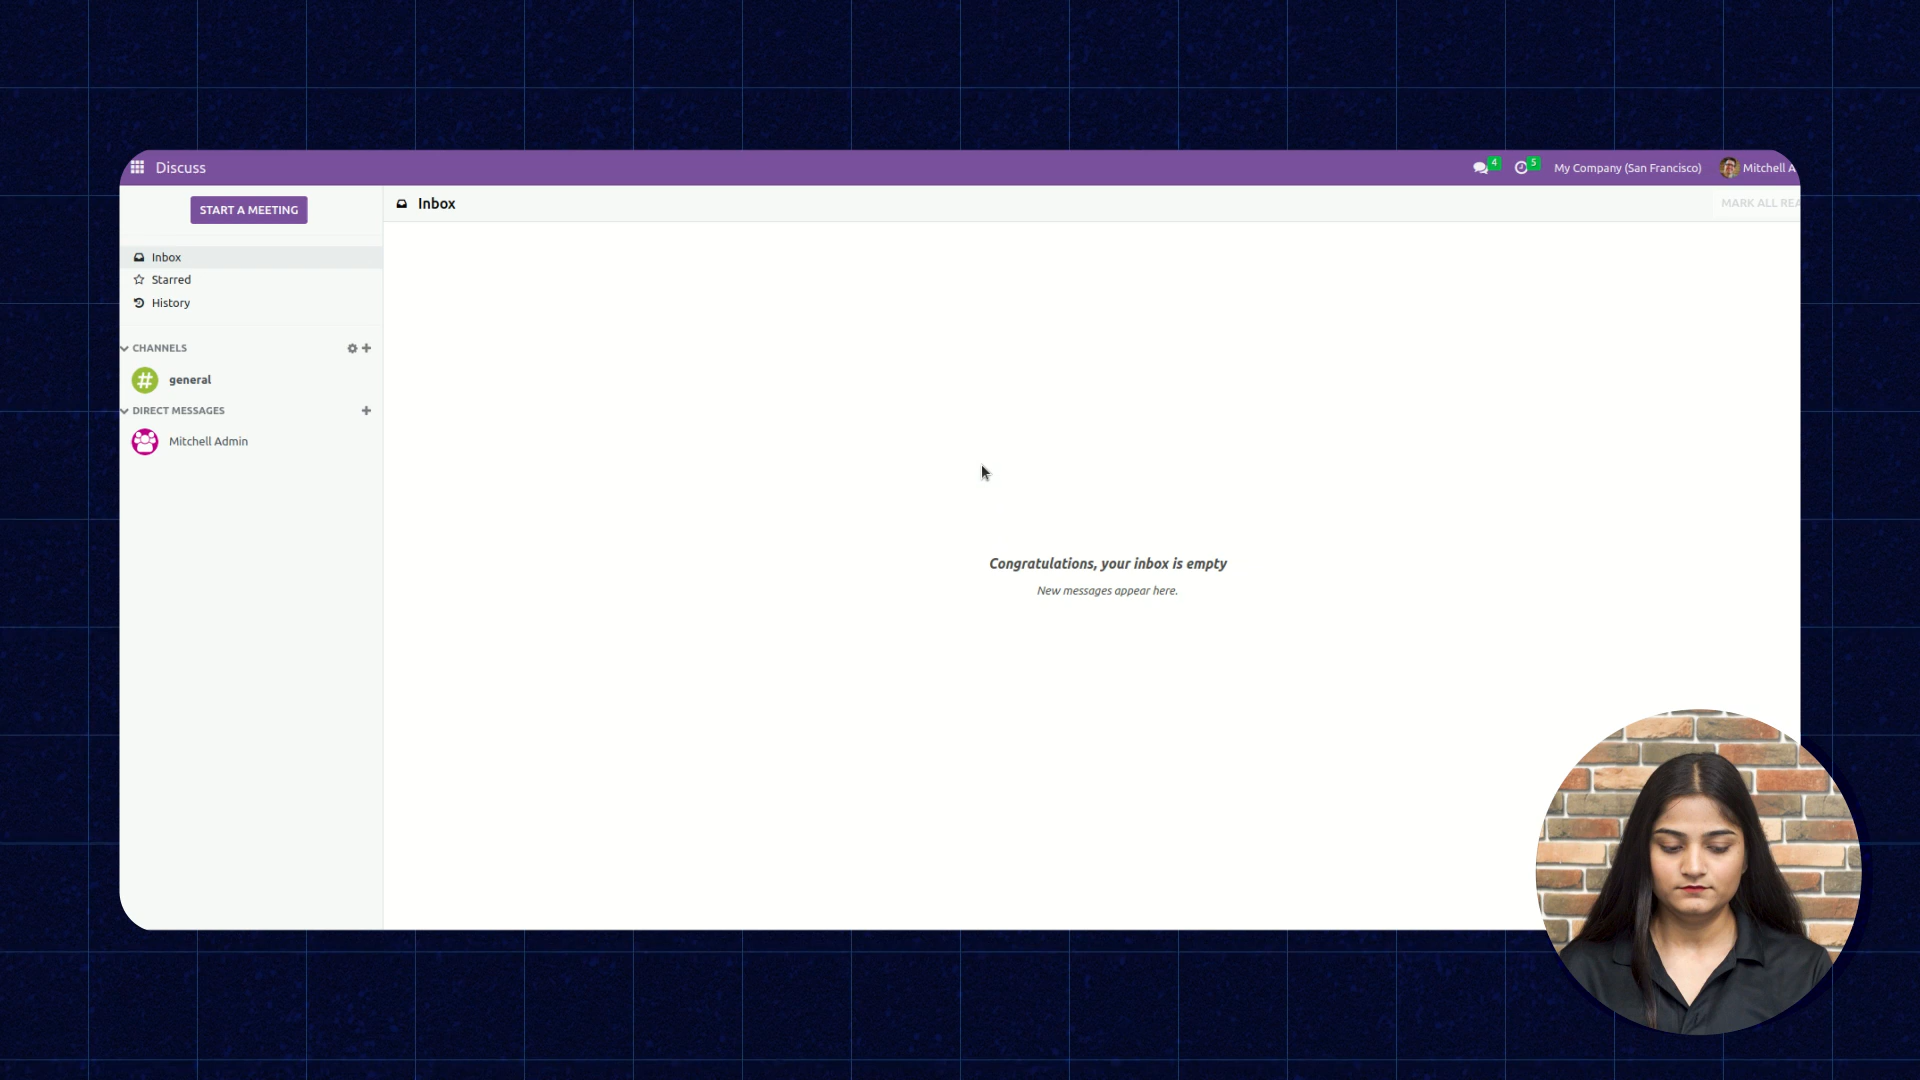 Discuss
4
5
My Company (San Francisco)
Mitchell A
START A MEETING
Inbox
MARK ALL REA
Inbox
Starred
History
CHANNELS
general
DIRECT MESSAGES
Mitchell Admin
Congratulations, your inbox is empty
New messages appear here.